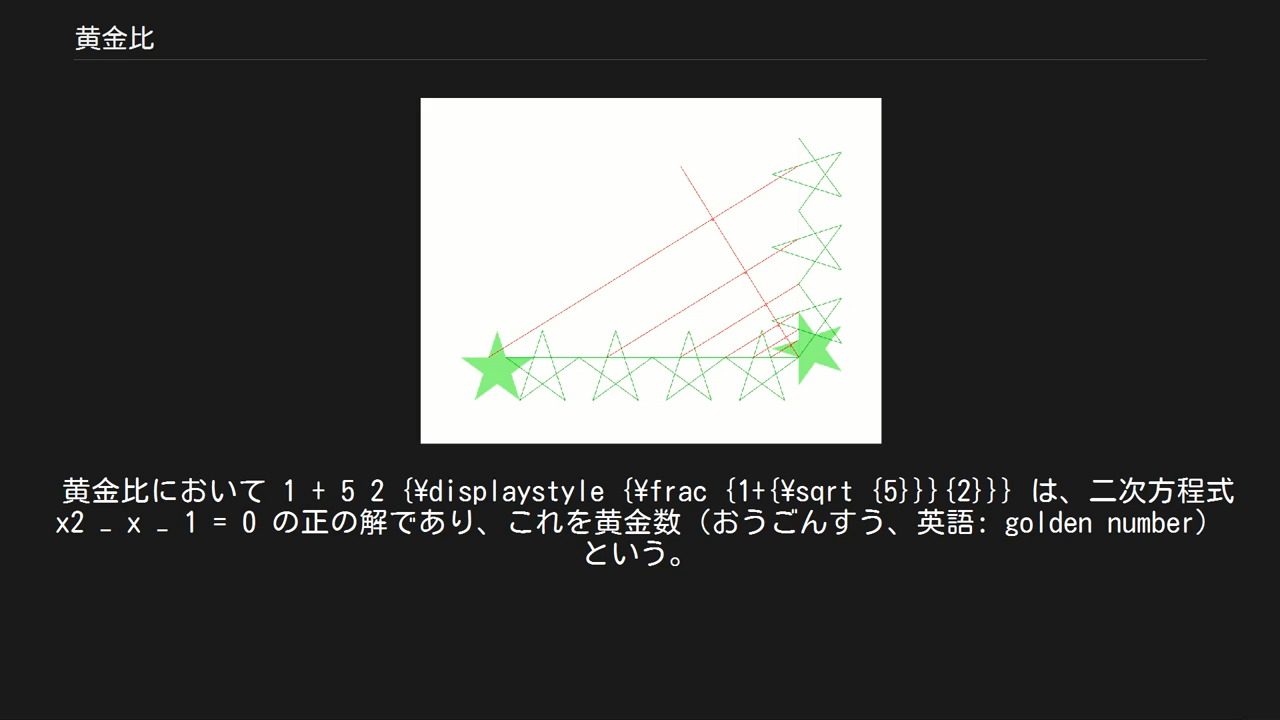 黄金比
黄金比において 1 + 5 2 {¥displaystyle {¥frac {1+{¥sqrt {5}}}{2}}} は、二次方程式
x2 − x − 1 = 0 の正の解であり、これを黄金数（おうごんすう、英語: golden number）
という。